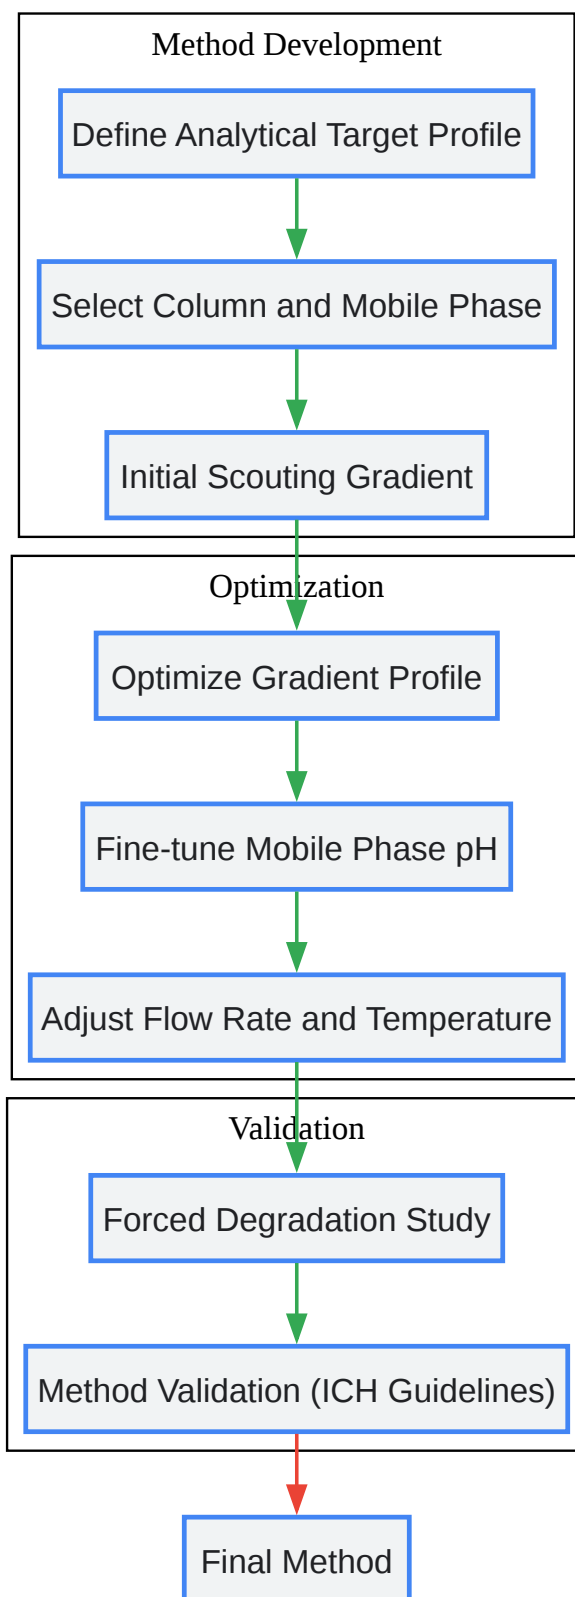 Method Development
Define Analytical Target Profile
Select Column and Mobile Phase
Initial Scouting Gradient
Optimization
Optimize Gradient Profile
Fine-tune Mobile Phase pH
Adjust Flow Rate and Temperature
Validation
Forced Degradation Study
Method Validation (ICH Guidelines)
Final Method